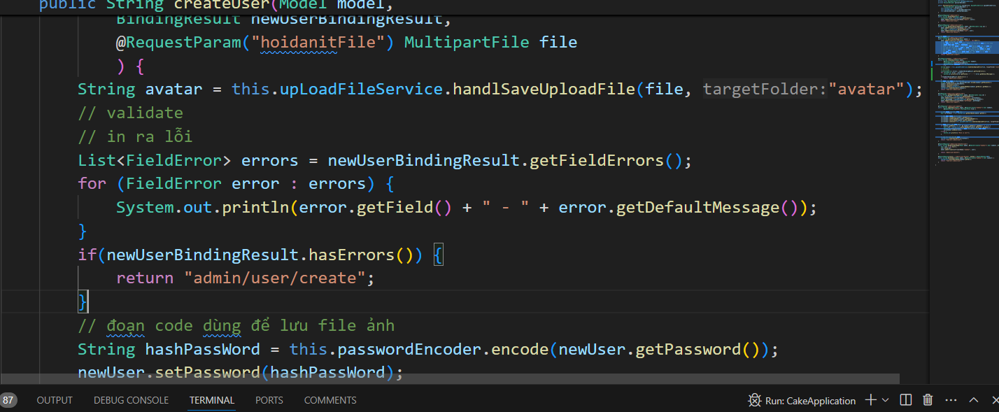 public String createUser(Model model,
BindingResult newUserBindingResult,
@RequestParam("hoidanitFile") MultipartFile file
) {
String avatar = this.upLoadFileService.handlSaveUploadFile(file, targetFolder:"avatar");
// validate
// in ra lỗi
List<FieldError> errors = newUserBindingResult.getFieldErrors();
for (FieldError error : errors) {
System.out.println(error.getField() + " - " + error.getDefaultMessage());
}
if(newUserBindingResult.hasErrors()) {
return "admin/user/create";
}
// đoạn code dùng để lưu file ảnh
String hashPassWord = this.passwordEncoder.encode(newUser.getPassword());
newUser.setPassword(hashPassWord);
87 OUTPUT DEBUG CONSOLE TERMINAL PORTS COMMENTS Run: CakeApplication